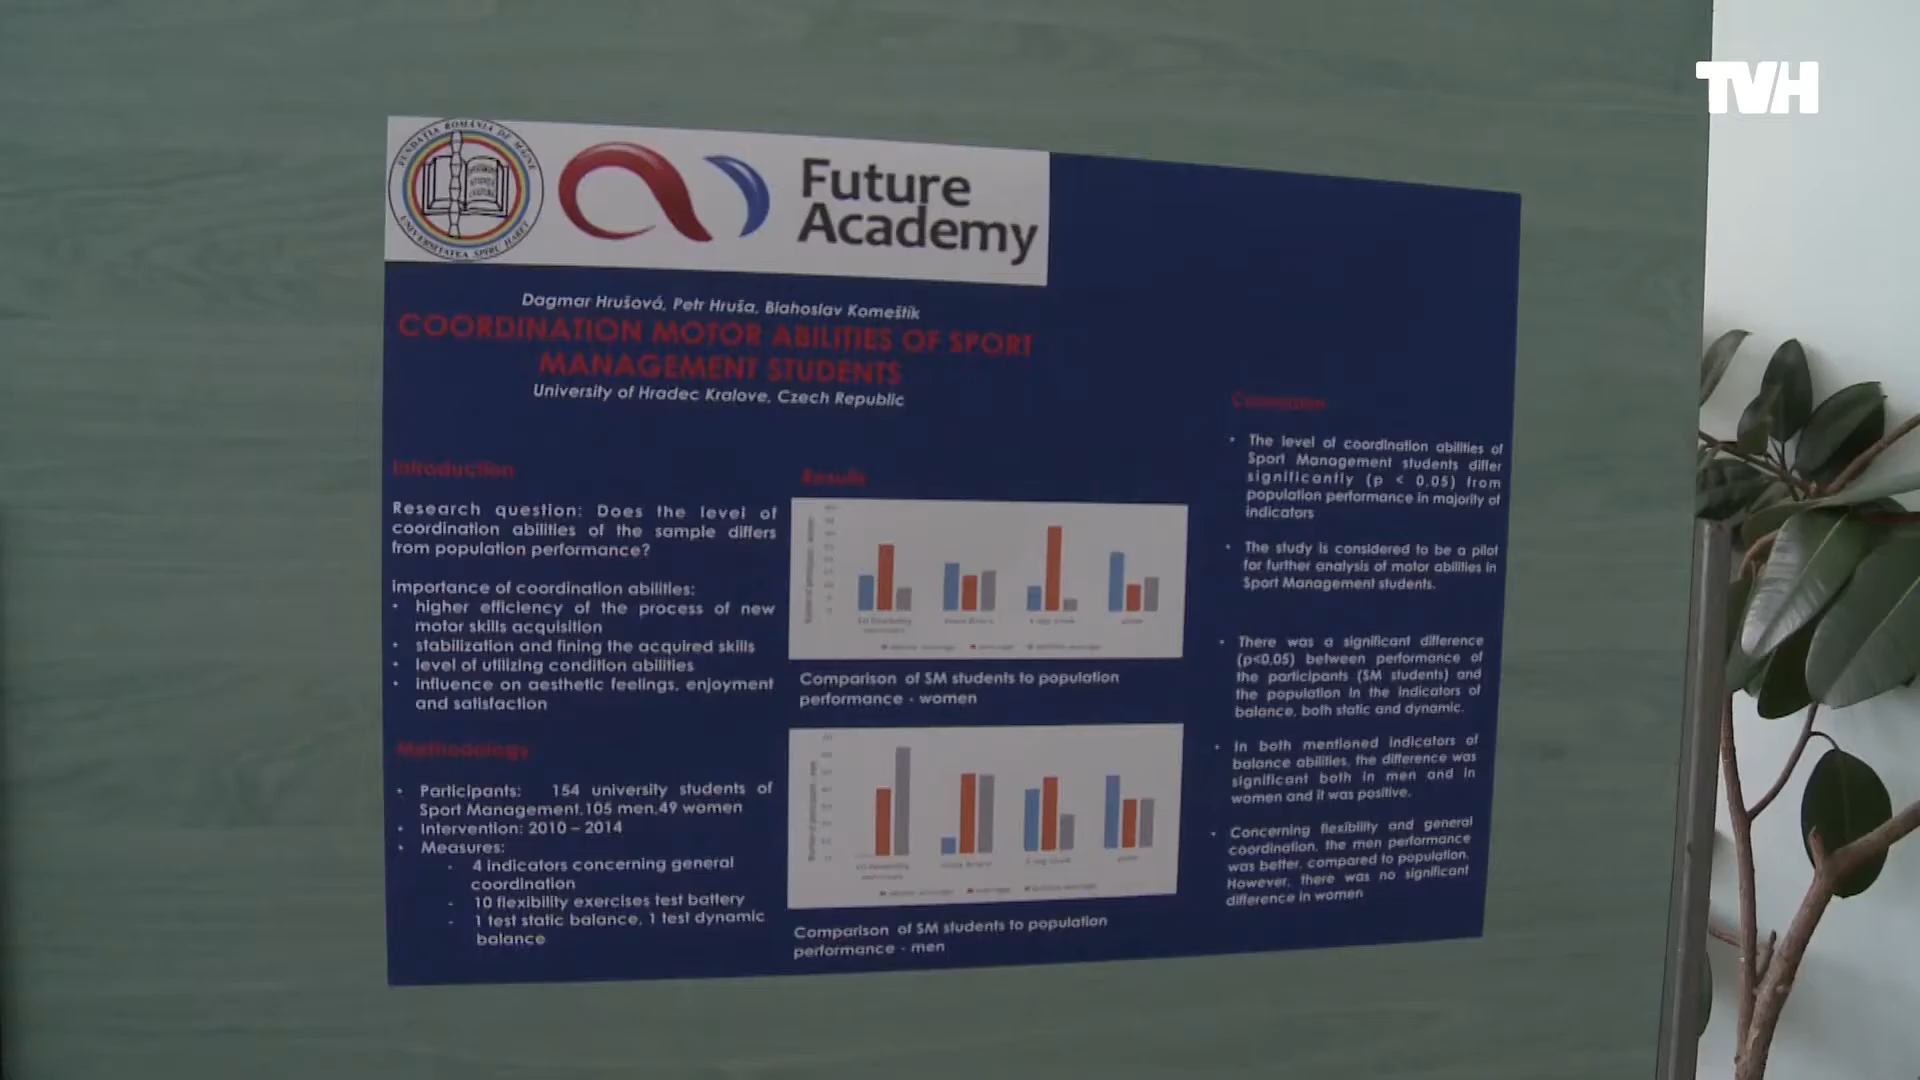 TVH
FUNDAȚIA ROMÂNIA DE MÂINE
UNIVERSITATEA SPIRU HARET
Future
Academy
Dagmar Hrušová, Petr Hruša, Blahoslav Komeštík
COORDINATION MOTOR ABILITIES OF SPORT
MANAGEMENT STUDENTS
University of Hradec Kralove, Czech Republic
Introduction
Research question: Does the level of
coordination abilities of the sample differs
from population performance?
Importance of coordination abilities:
• higher efficiency of the process of new
motor skills acquisition
• stabilization and fining the acquired skills
• level of utilizing condition abilities
• influence on aesthetic feelings, enjoyment
and satisfaction
Methodology
• Participants: 154 university students of
Sport Management,105 men,49 women
• Intervention: 2010 – 2014
• Measures:
- 4 indicators concerning general
coordination
- 10 flexibility exercises test battery
- 1 test static balance, 1 test dynamic
balance
Results
Comparison of SM students to population
performance - women
Comparison of SM students to population
performance - men
Conclusion
• The level of coordination abilities of
Sport Management students differ
significantly (p < 0,05) from
population performance in majority of
indicators
• The study is considered to be a pilot
for further analysis of motor abilities in
Sport Management students.
• There was a significant difference
(p<0,05) between performance of
the participants (SM students) and
the population in the indicators of
balance, both static and dynamic.
• In both mentioned indicators of
balance abilities, the difference was
significant both in men and in
women and it was positive.
• Concerning flexibility and general
coordination, the men performance
was better, compared to population.
However, there was no significant
difference in women